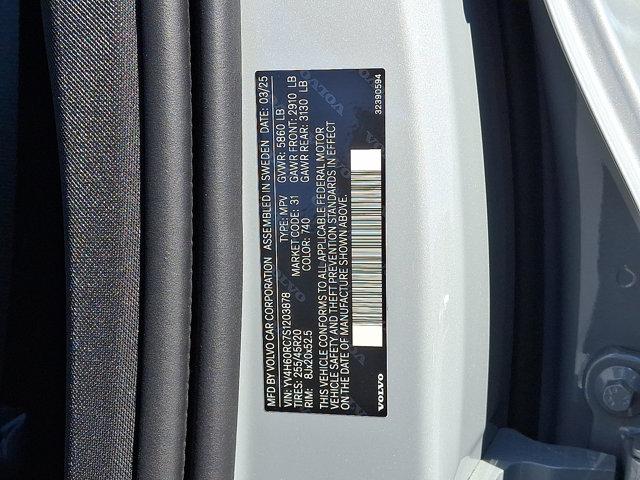 MFD BY VOLVO CAR CORPORATION ASSEMBLED IN SWEDEN DATE: 03/25
VIN: YV4H60RC7S1203878 TYPE: MPV GVWR: 5860 LB
TIRES: 255/45R20 MARKET CODE: 31 GAWR FRONT: 2910 LB
RIM: 8Jx20x52.5 COLOR: 740 GAWR REAR: 3130 LB
THIS VEHICLE CONFORMS TO ALL APPLICABLE FEDERAL MOTOR
VEHICLE SAFETY AND THEFT PREVENTION STANDARDS IN EFFECT
ON THE DATE OF MANUFACTURE SHOWN ABOVE.
VOLVO
32390594